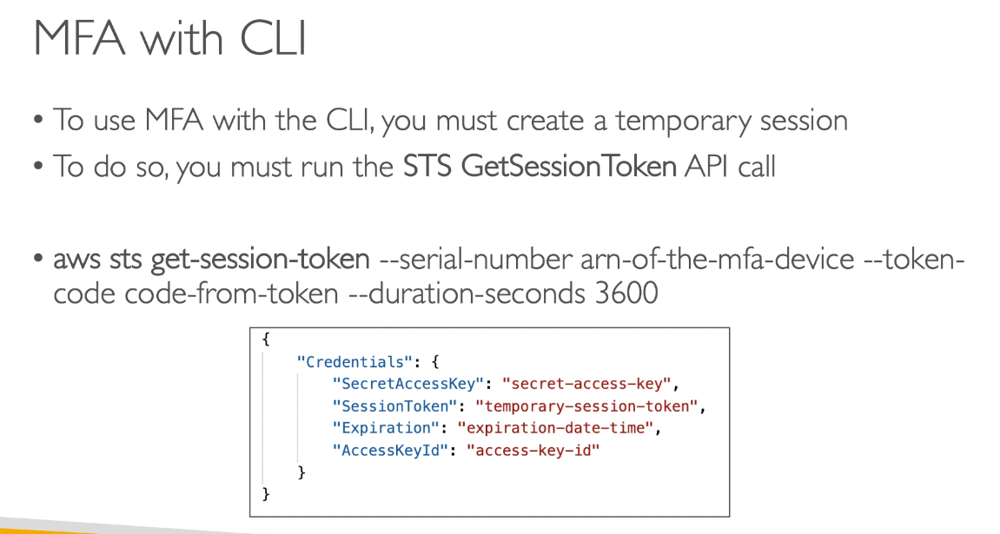 MFA with CLI
• To use MFA with the CLI, you must create a temporary session
• To do so, you must run the STS GetSessionToken API call
• aws sts get-session-token --serial-number arn-of-the-mfa-device --token-
code code-from-token --duration-seconds 3600
{
"Credentials": {
"SecretAccessKey": "secret-access-key",
"SessionToken": "temporary-session-token",
"Expiration": "expiration-date-time",
"AccessKeyId": "access-key-id"
}
}